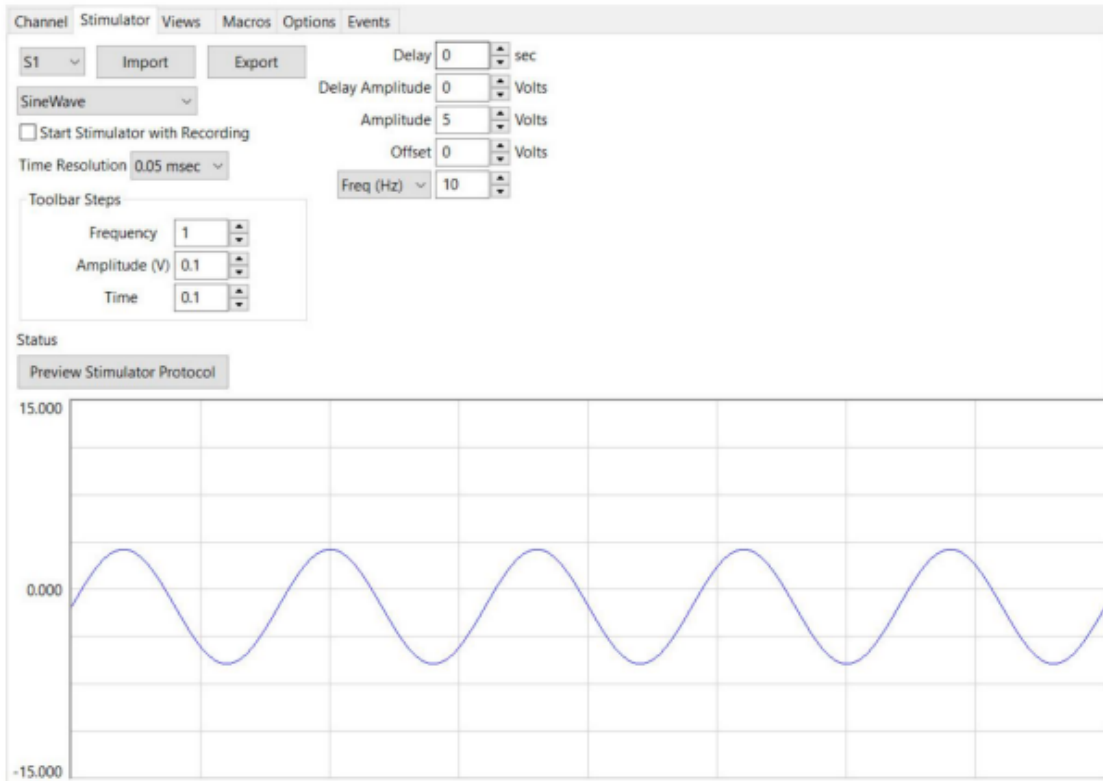 Channel Stimulator Views Macros Options Events
S1 Import Export
SineWave
Start Stimulator with Recording
Time Resolution 0.05 msec
Toolbar Steps
Frequency 1
Amplitude (V) 0.1
Time 0.1
Delay 0 sec
Delay Amplitude 0 Volts
Amplitude 5 Volts
Offset 0 Volts
Freq (Hz) 10
Status
Preview Stimulator Protocol
15.000
0.000
-15.000